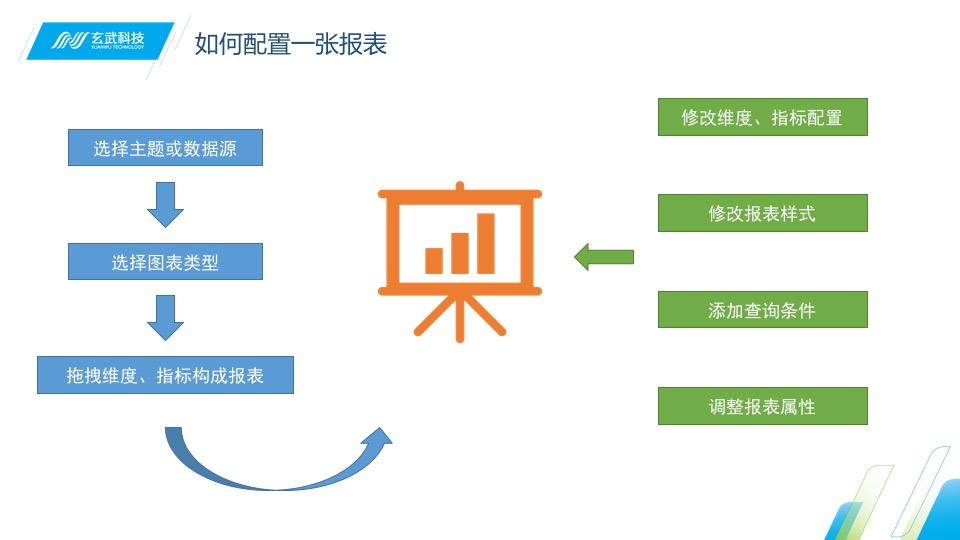 玄武科技
XUANWU TECHNOLOGY
如何配置一张报表
选择主题或数据源
选择图表类型
拖拽维度、指标构成报表
修改维度、指标配置
修改报表样式
添加查询条件
调整报表属性